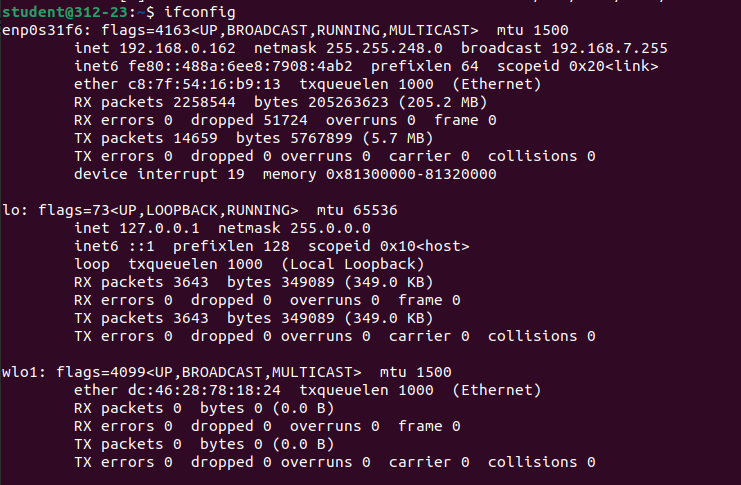 student@312-23:~$ ifconfig
enp0s31f6: flags=4163<UP,BROADCAST,RUNNING,MULTICAST>  mtu 1500
        inet 192.168.0.162  netmask 255.255.248.0  broadcast 192.168.7.255
        inet6 fe80::488a:6ee8:7908:4ab2  prefixlen 64  scopeid 0x20<link>
        ether c8:7f:54:16:b9:13  txqueuelen 1000  (Ethernet)
        RX packets 2258544  bytes 205263623 (205.2 MB)
        RX errors 0  dropped 51724  overruns 0  frame 0
        TX packets 14659  bytes 5767899 (5.7 MB)
        TX errors 0  dropped 0 overruns 0  carrier 0  collisions 0
        device interrupt 19  memory 0x81300000-81320000

lo: flags=73<UP,LOOPBACK,RUNNING>  mtu 65536
        inet 127.0.0.1  netmask 255.0.0.0
        inet6 ::1  prefixlen 128  scopeid 0x10<host>
        loop  txqueuelen 1000  (Local Loopback)
        RX packets 3643  bytes 349089 (349.0 KB)
        RX errors 0  dropped 0  overruns 0  frame 0
        TX packets 3643  bytes 349089 (349.0 KB)
        TX errors 0  dropped 0 overruns 0  carrier 0  collisions 0

wlo1: flags=4099<UP,BROADCAST,MULTICAST>  mtu 1500
        ether dc:46:28:78:18:24  txqueuelen 1000  (Ethernet)
        RX packets 0  bytes 0 (0.0 B)
        RX errors 0  dropped 0  overruns 0  frame 0
        TX packets 0  bytes 0 (0.0 B)
        TX errors 0  dropped 0 overruns 0  carrier 0  collisions 0